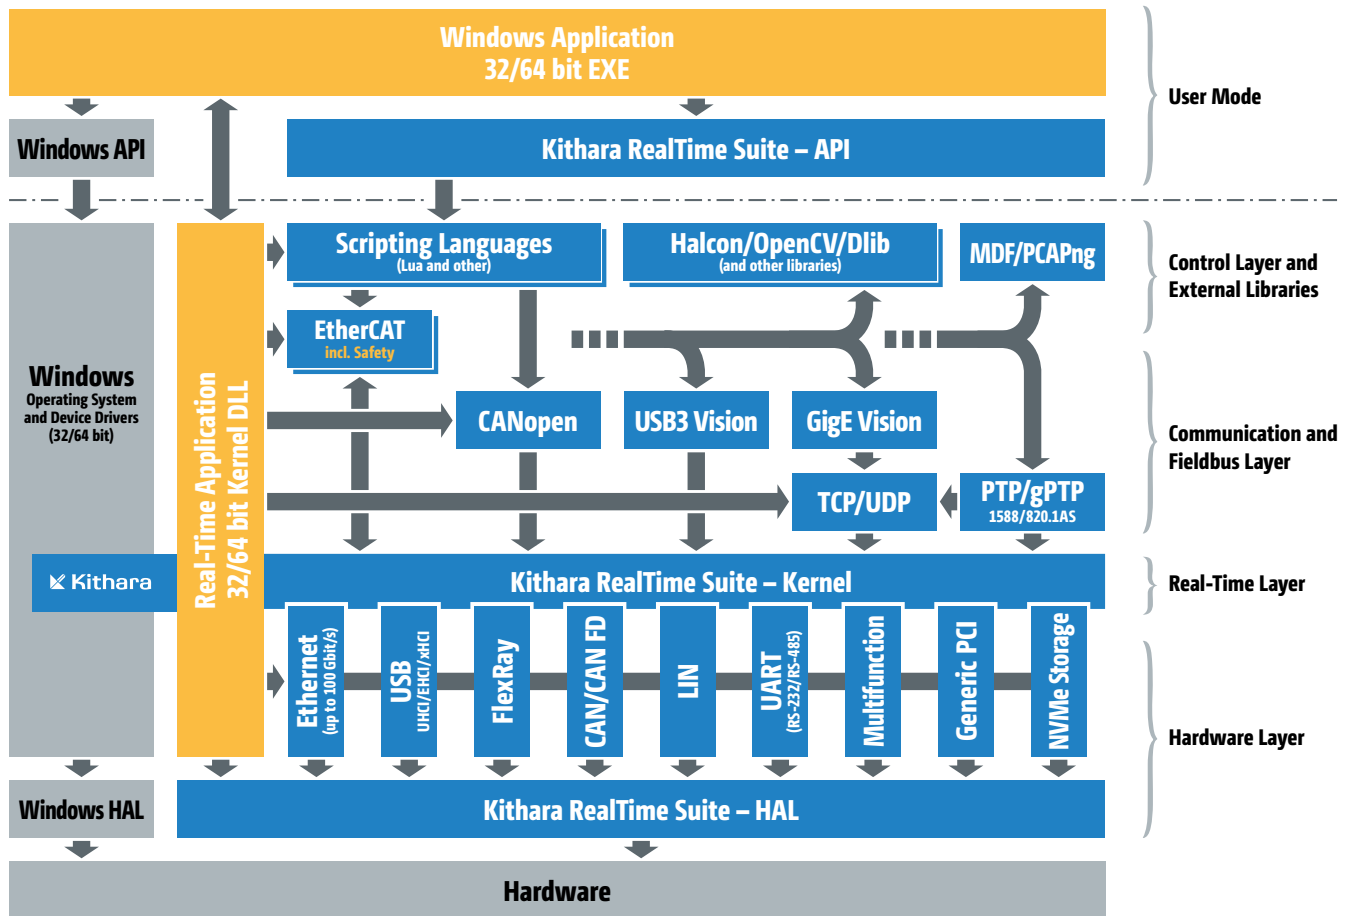 Windows Application
32/64 bit EXE
User Mode
Windows API
Kithara RealTime Suite – API
Scripting Languages
(Lua and other)
Halcon/OpenCV/Dlib
(and other libraries)
MDF/PCAPng
Control Layer and
External Libraries
EtherCAT
incl. Safety
Windows
Operating System
and Device Drivers
(32/64 bit)
Real-Time Application
32/64 bit Kernel DLL
CANopen
USB3 Vision
GigE Vision
Communication and
Fieldbus Layer
TCP/UDP
PTP/gPTP
1588/820.1AS
Kithara
Kithara RealTime Suite – Kernel
Real-Time Layer
Ethernet
(up to 100 Gbit/s)
USB
UHCI/EHCI/xHCI
FlexRay
CAN/CAN FD
LIN
UART
(RS-232/RS-485)
Multifunction
Generic PCI
NVMe Storage
Hardware Layer
Windows HAL
Kithara RealTime Suite – HAL
Hardware